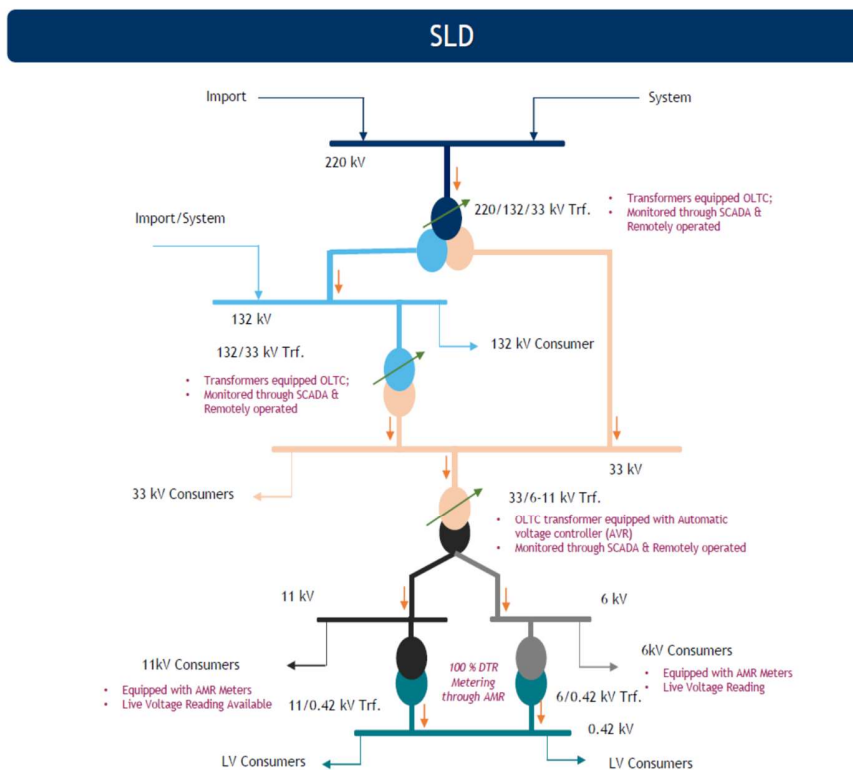 SLD
Import
System
220 kV
220/132/33 kV Trf.
• Transformers equipped OLTC;
• Monitored through SCADA &
Remotely operated
Import/System
132 kV
132/33 kV Trf.
132 kV Consumer
• Transformers equipped OLTC;
• Monitored through SCADA &
Remotely operated
33 kV
33 kV Consumers
33/6-11 kV Trf.
• OLTC transformer equipped with Automatic
voltage controller (AVR)
• Monitored through SCADA & Remotely operated
11 kV
6 kV
11kV Consumers
• Equipped with AMR Meters
• Live Voltage Reading Available
100 % DTR
Metering
through AMR
6kV Consumers
• Equipped with AMR Meters
• Live Voltage Reading
11/0.42 kV Trf.
6/0.42 kV Trf.
0.42 kV
LV Consumers
LV Consumers